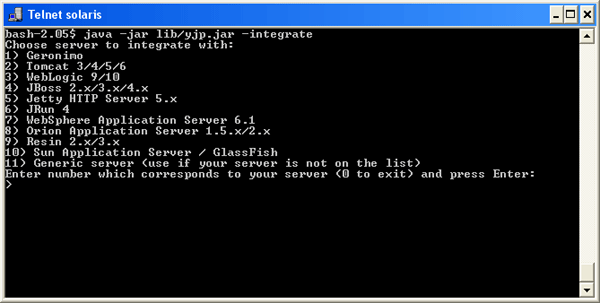 Telnet solaris
bash-2.05$ java -jar lib/yjp.jar -integrate
Choose server to integrate with:
1) Geronimo
2) Tomcat 3/4/5/6
3) WebLogic 9/10
4) JBoss 2.x/3.x/4.x
5) Jetty HTTP Server 5.x
6) JRun 4
7) WebSphere Application Server 6.1
8) Orion Application Server 1.5.x/2.x
9) Resin 2.x/3.x
10) Sun Application Server / GlassFish
11) Generic server (use if your server is not on the list)
Enter number which corresponds to your server (0 to exit) and press Enter:
>